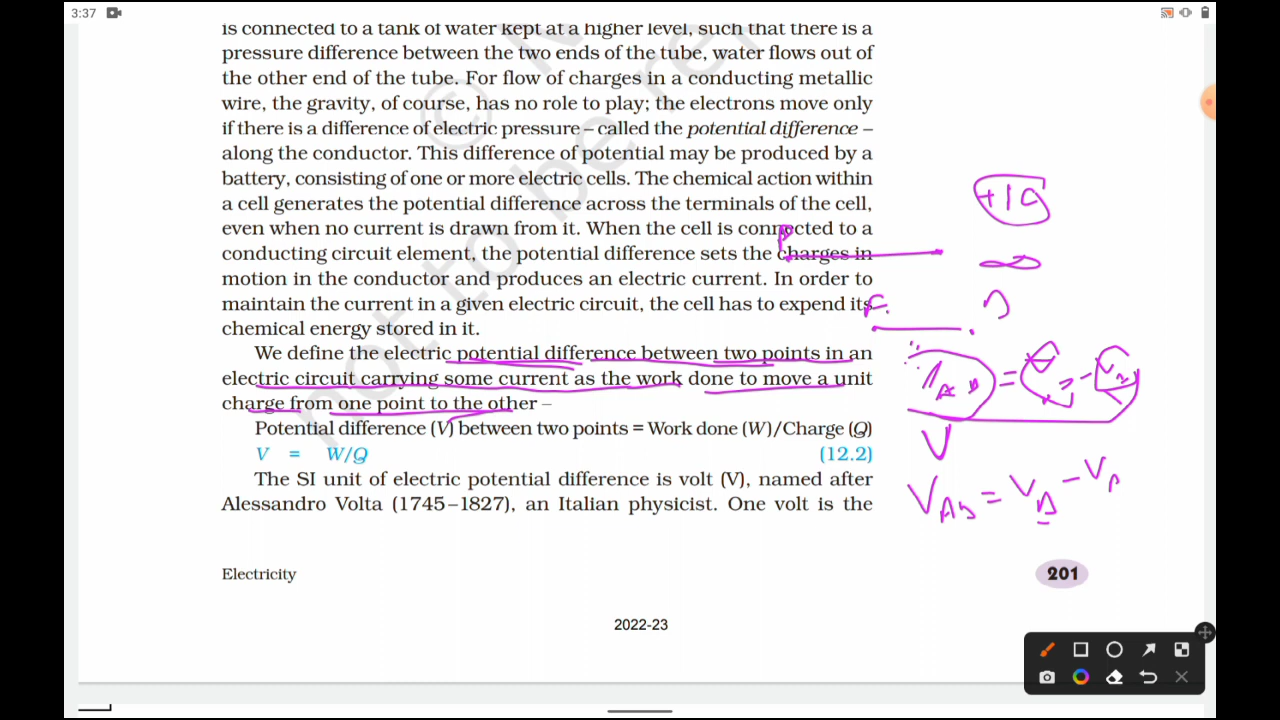 3:37
is connected to a tank of water kept at a higher level, such that there is a
pressure difference between the two ends of the tube, water flows out of
the other end of the tube. For flow of charges in a conducting metallic
wire, the gravity, of course, has no role to play; the electrons move only
if there is a difference of electric pressure – called the potential difference –
along the conductor. This difference of potential may be produced by a
battery, consisting of one or more electric cells. The chemical action within
a cell generates the potential difference across the terminals of the cell,
even when no current is drawn from it. When the cell is connected to a
conducting circuit element, the potential difference sets the charges in
motion in the conductor and produces an electric current. In order to
maintain the current in a given electric circuit, the cell has to expend its
chemical energy stored in it.
We define the electric potential difference between two points in an
electric circuit carrying some current as the work done to move a unit
charge from one point to the other –
Potential difference (V) between two points = Work done (W)/Charge (Q)
V = W/Q (12.2)
The SI unit of electric potential difference is volt (V), named after
Alessandro Volta (1745–1827), an Italian physicist. One volt is the
+1C
∞
V
Electricity
201
2022-23
© N
not to be re